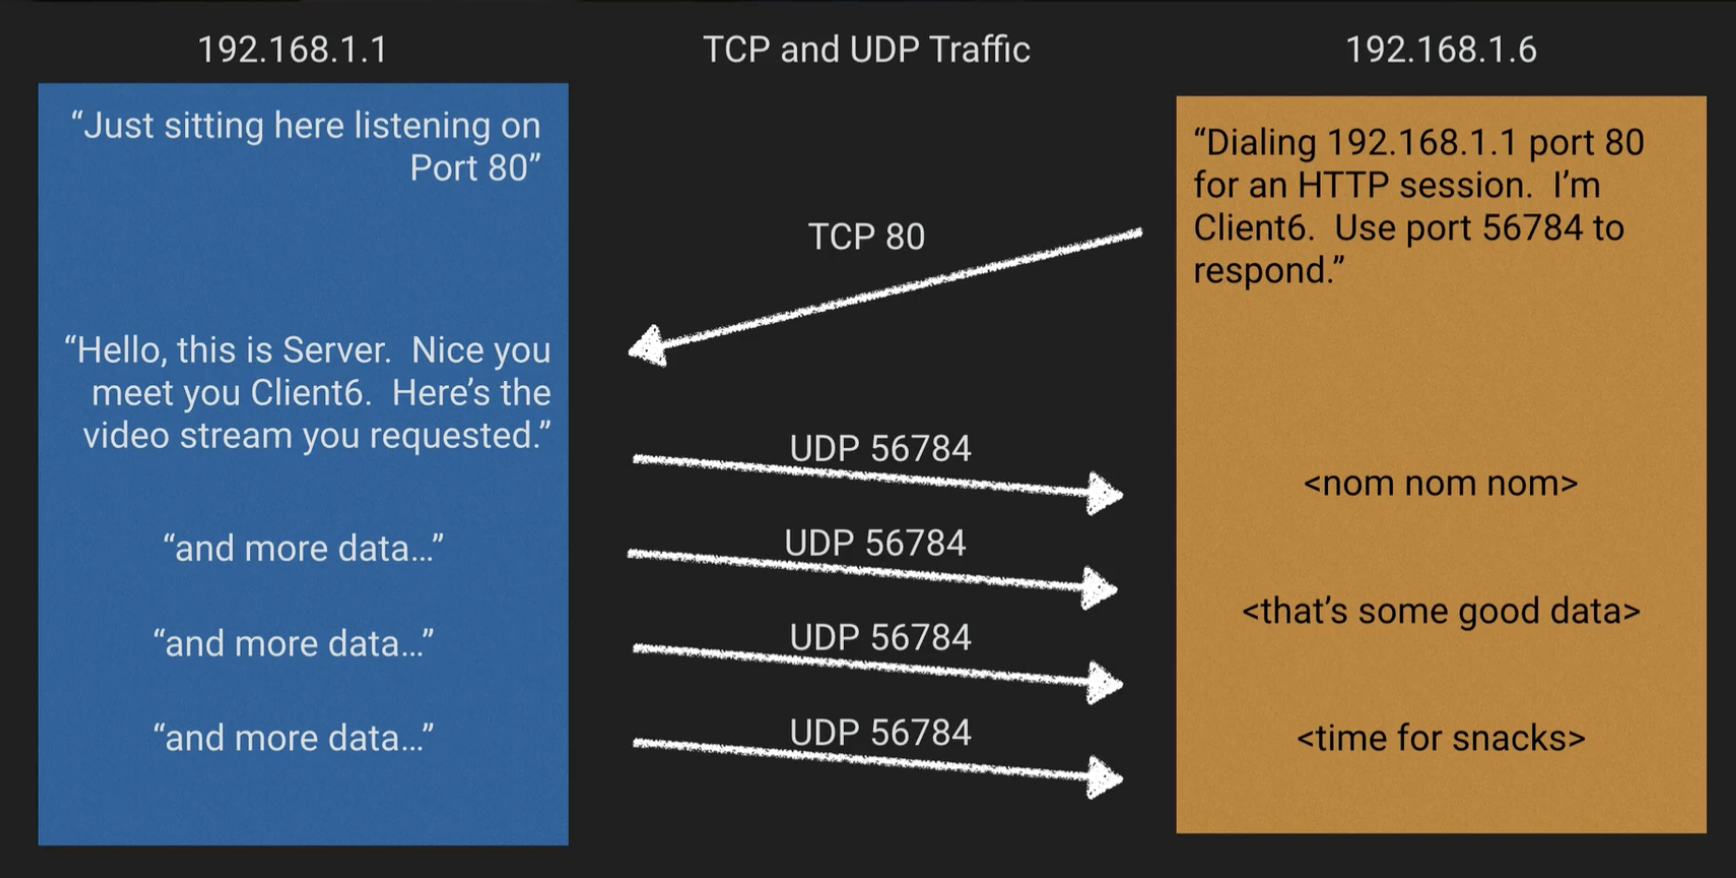 192.168.1.1
TCP and UDP Traffic
192.168.1.6
“Just sitting here listening on
Port 80”
“Dialing 192.168.1.1 port 80
for an HTTP session.  I’m
Client6.  Use port 56784 to
respond.”
TCP 80
“Hello, this is Server.  Nice you
meet you Client6.  Here’s the
video stream you requested.”
UDP 56784
<nom nom nom>
“and more data...”
UDP 56784
<that’s some good data>
“and more data...”
UDP 56784
“and more data...”
UDP 56784
<time for snacks>